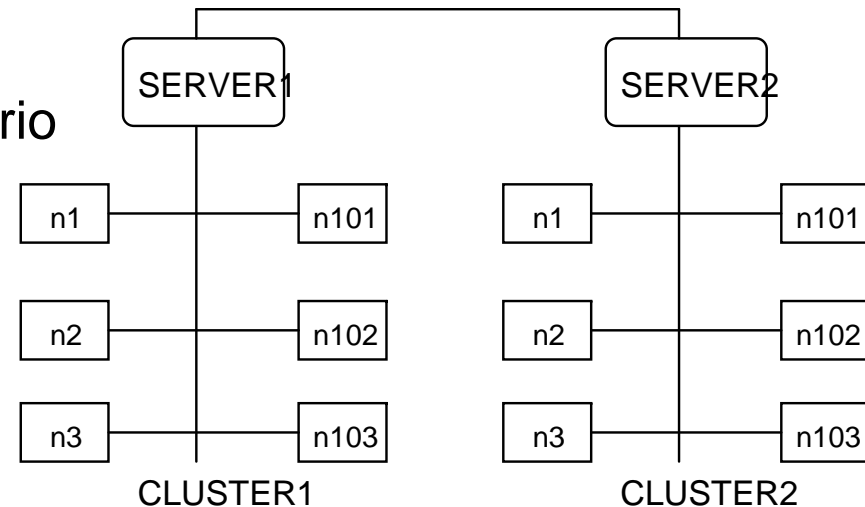 SERVER1
SERVER2
rio
n1
n101
n1
n101
n2
n102
n2
n102
n3
n103
n3
n103
CLUSTER1
CLUSTER2